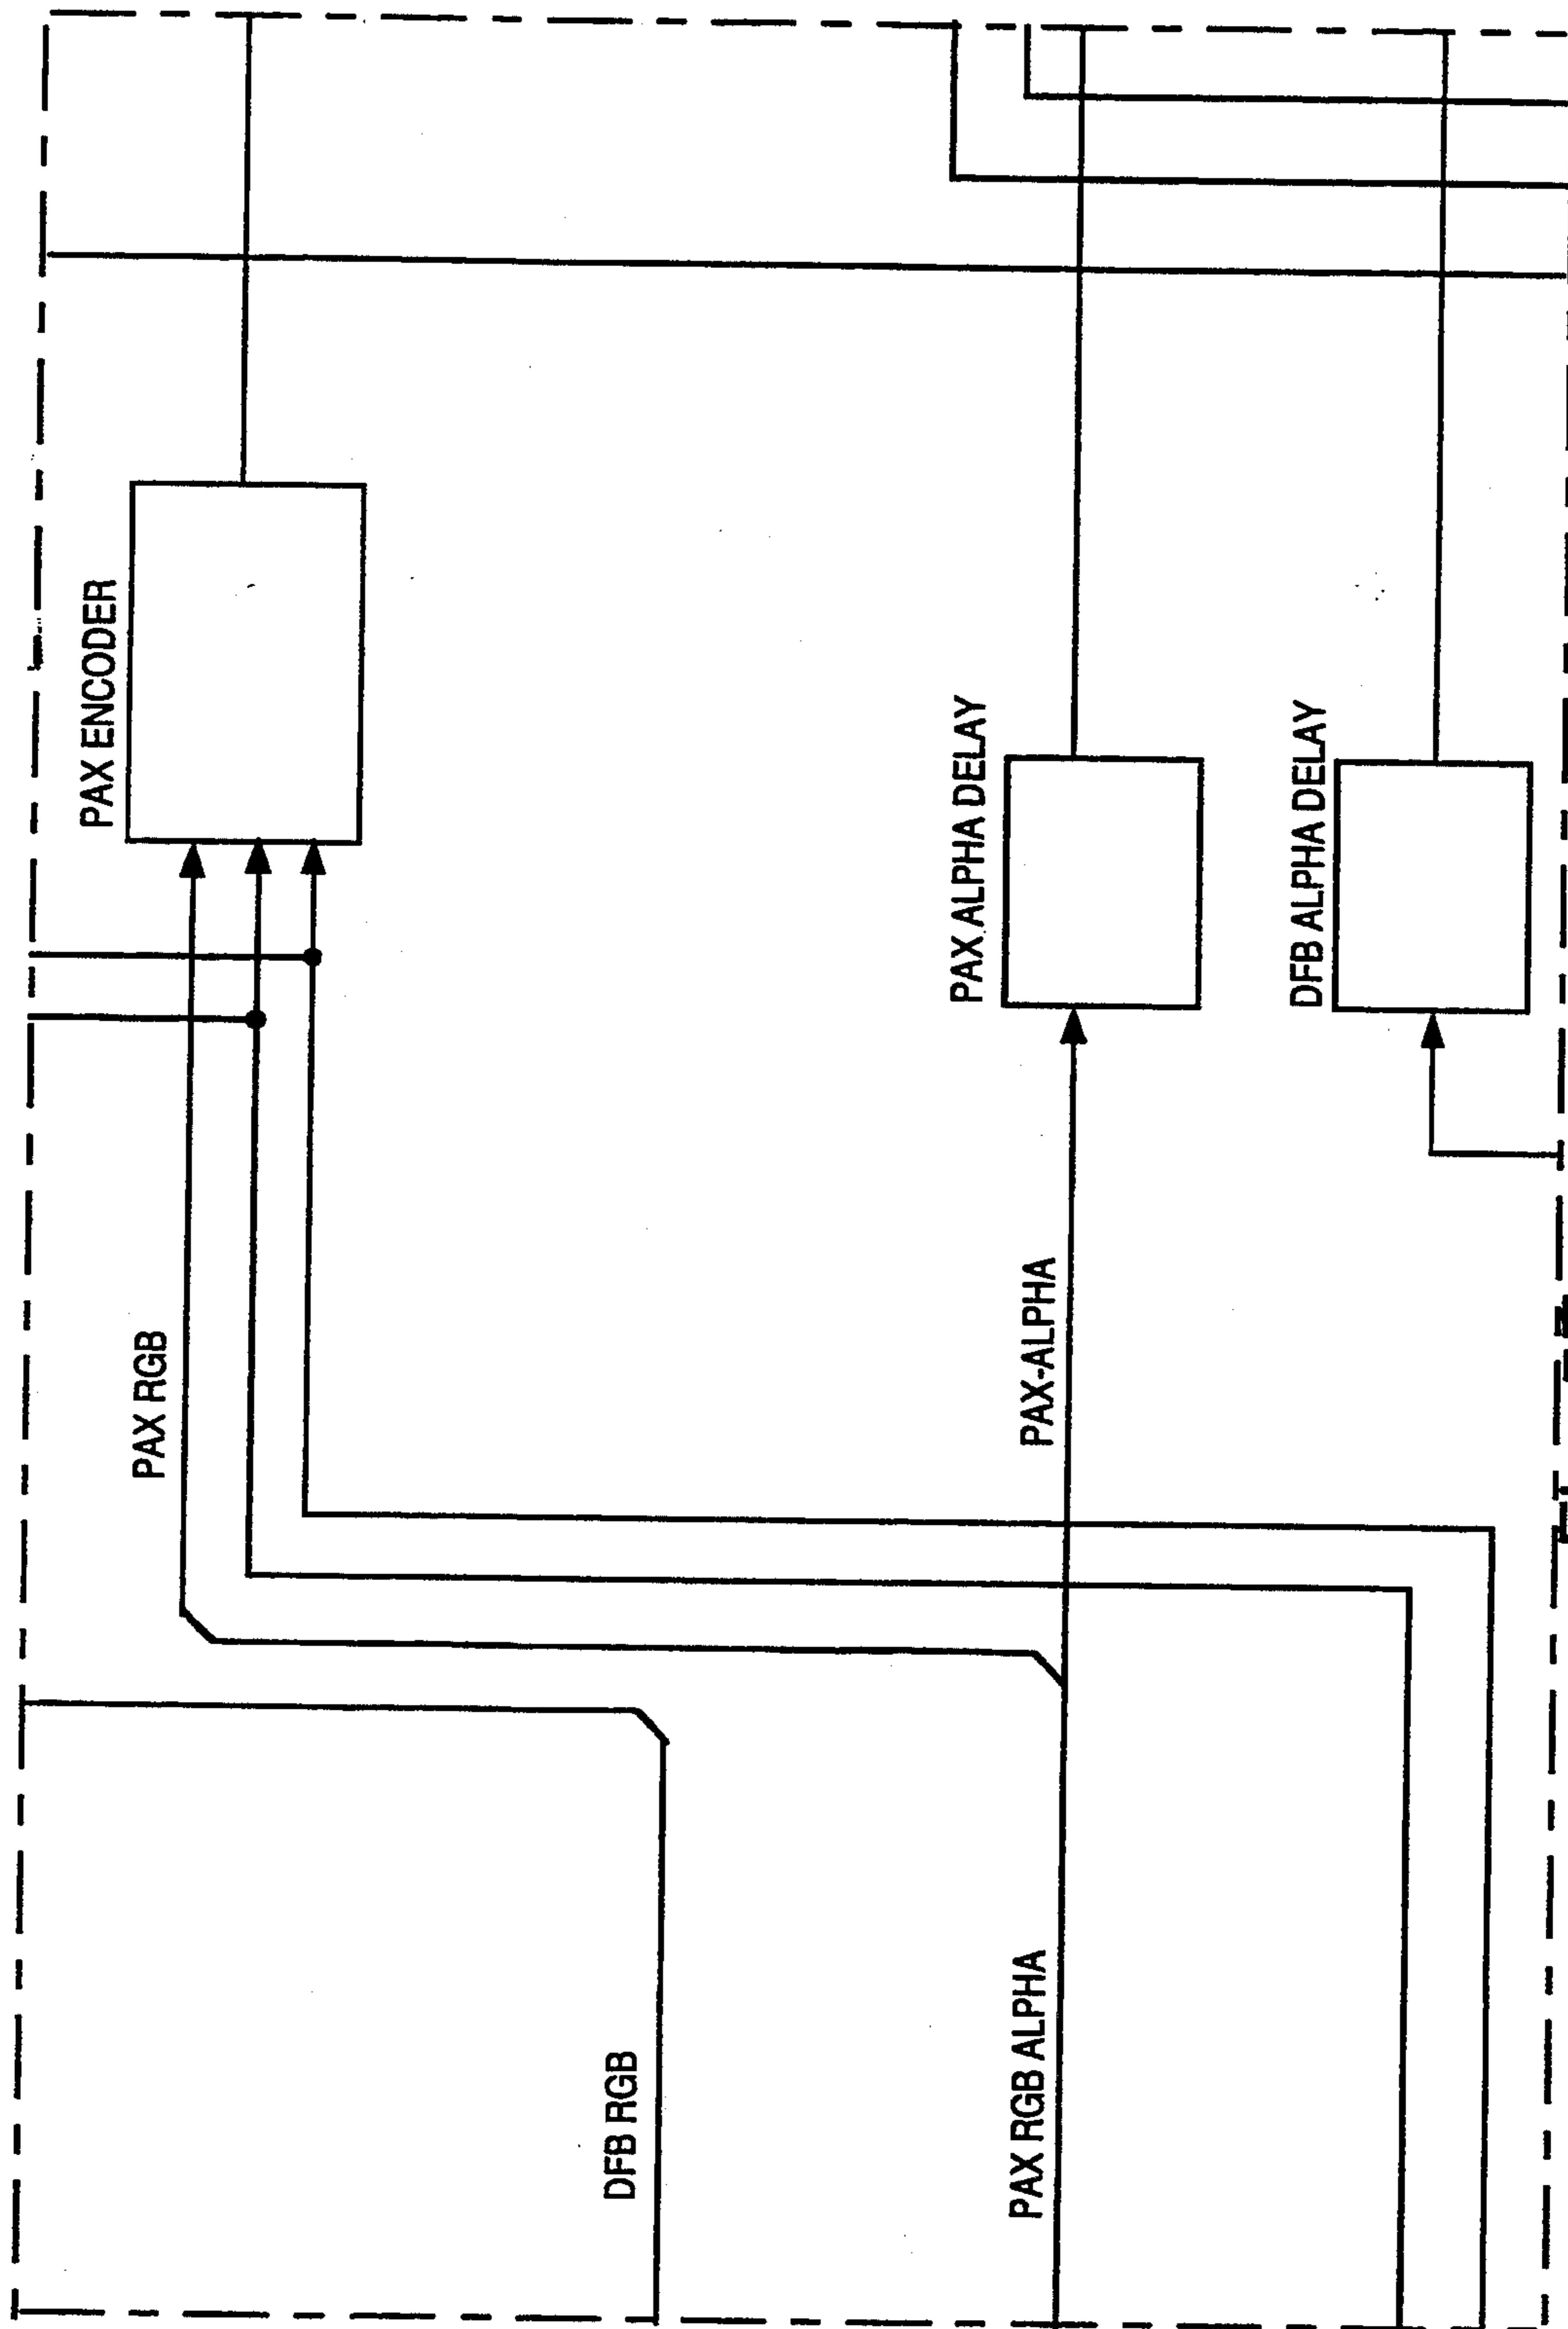 PAX ENCODER
PAX RGB
DFB RGB
PAX ALPHA DELAY
PAX-ALPHA
PAX RGB ALPHA
DFB ALPHA DELAY